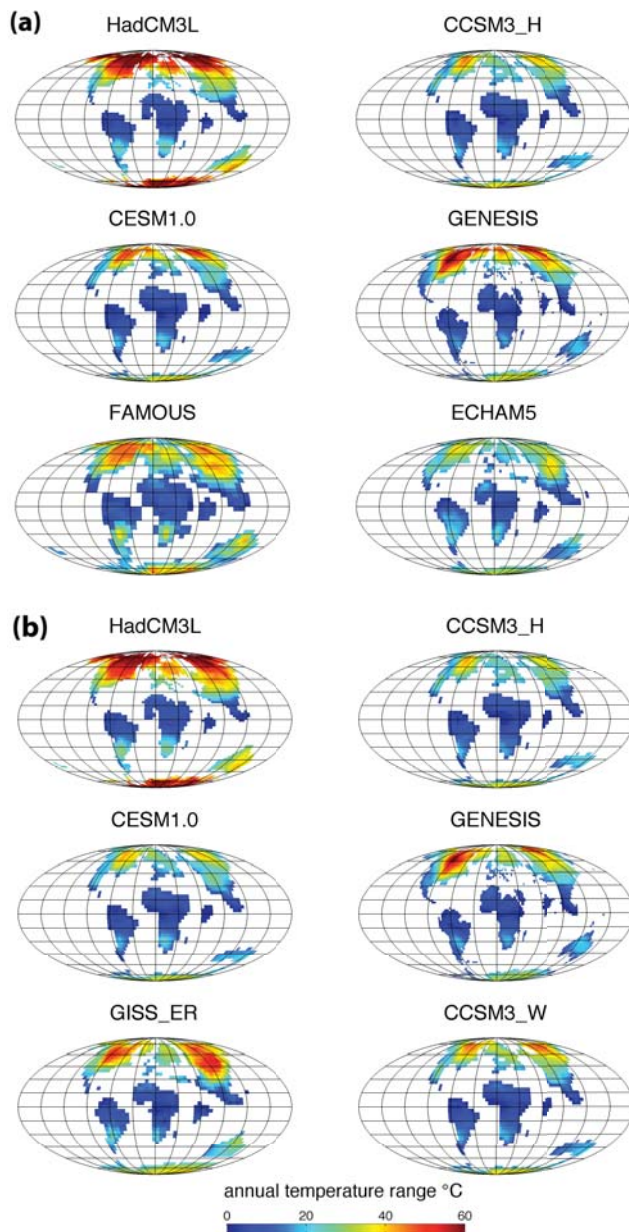 (a)
HadCM3L
CCSM3_H
CESM1.0
GENESIS
FAMOUS
ECHAM5
(b)
HadCM3L
CCSM3_H
CESM1.0
GENESIS
GISS_ER
CCSM3_W
annual temperature range °C
0 20 40 60